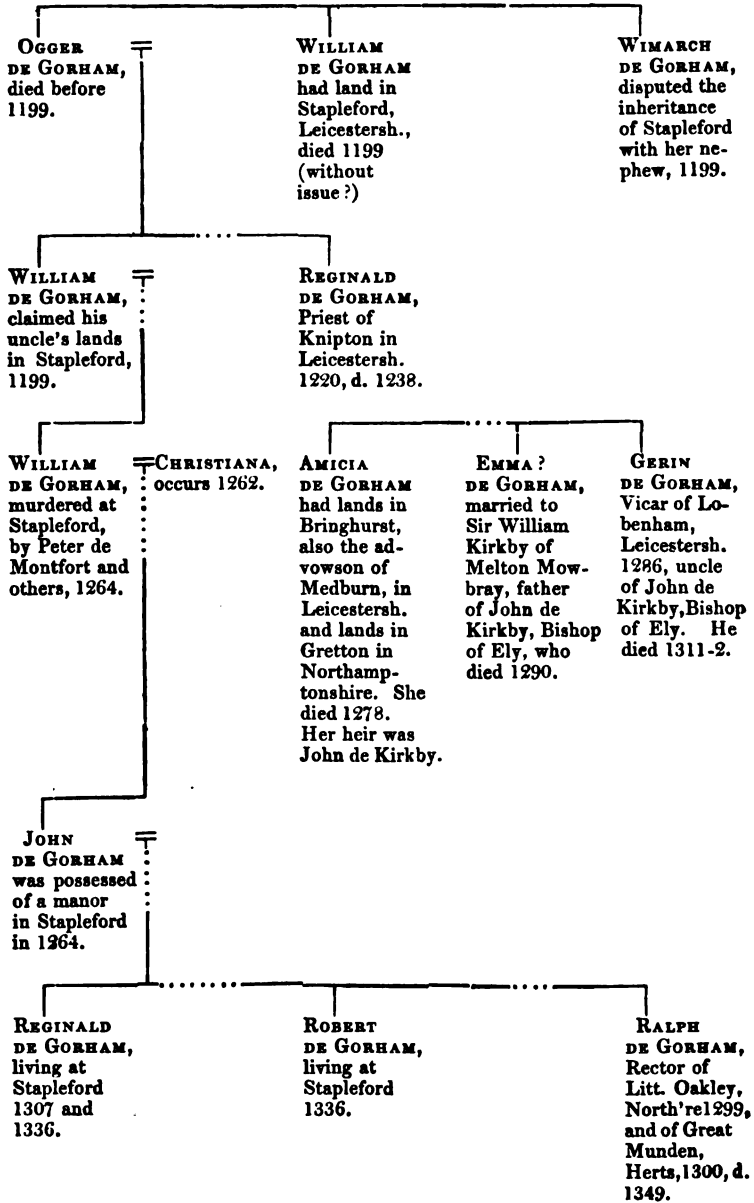 OGGER
DE GORHAM,
died before
1199.
WILLIAM
DE GORHAM
had land in
Stapleford,
Leicestersh.,
died 1199
(without
issue?)
WIMARCH
DE GORHAM,
disputed the
inheritance
of Stapleford
with her ne-
phew, 1199.
WILLIAM
DE GORHAM,
claimed his
uncle's lands
in Stapleford,
1199.
REGINALD
DE GORHAM,
Priest of
Knipton in
Leicestersh.
1220, d. 1238.
WILLIAM
DE GORHAM,
murdered at
Stapleford,
by Peter de
Montfort and
others, 1264.
CHRISTIANA,
occurs 1262.
AMICIA
DE GORHAM
had lands in
Bringhurst,
also the ad-
vowson of
Medburn, in
Leicestersh.
and lands in
Gretton in
Northamp-
tonshire. She
died 1278.
Her heir was
John de Kirkby.
EMMA?
DE GORHAM,
married to
Sir William
Kirkby of
Melton Mow-
bray, father
of John de
Kirkby, Bishop
of Ely, who
died 1290.
GERIN
DE GORHAM,
Vicar of Lo-
benham,
Leicestersh.
1286, uncle
of John de
Kirkby, Bishop
of Ely. He
died 1311-2.
JOHN
DE GORHAM
was possessed
of a manor
in Stapleford
in 1264.
REGINALD
DE GORHAM,
living at
Stapleford
1307 and
1336.
ROBERT
DE GORHAM,
living at
Stapleford
1336.
RALPH
DE GORHAM,
Rector of
Litt. Oakley,
North're 1299,
and of Great
Munden,
Herts, 1300, d.
1349.